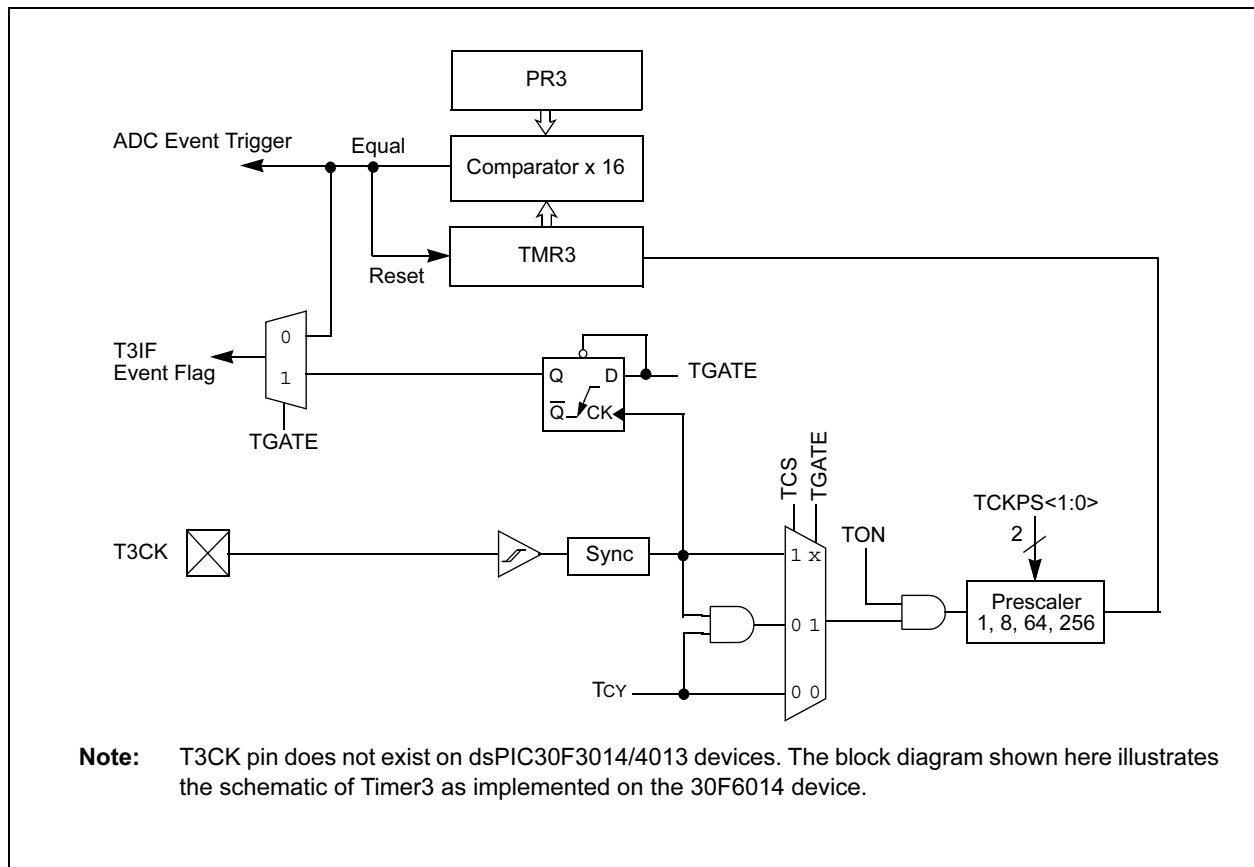 PR3
ADC Event Trigger
Equal
Comparator x 16
TMR3
Reset
0
T3IF
Event Flag
1
Q D
TGATE
Q CK
TGATE
TCS
TGATE
TCKPS<1:0>
2
TON
T3CK
Sync
1 x
Prescaler
1, 8, 64, 256
0 1
TCY
0 0
Note: T3CK pin does not exist on dsPIC30F3014/4013 devices. The block diagram shown here illustrates
the schematic of Timer3 as implemented on the 30F6014 device.